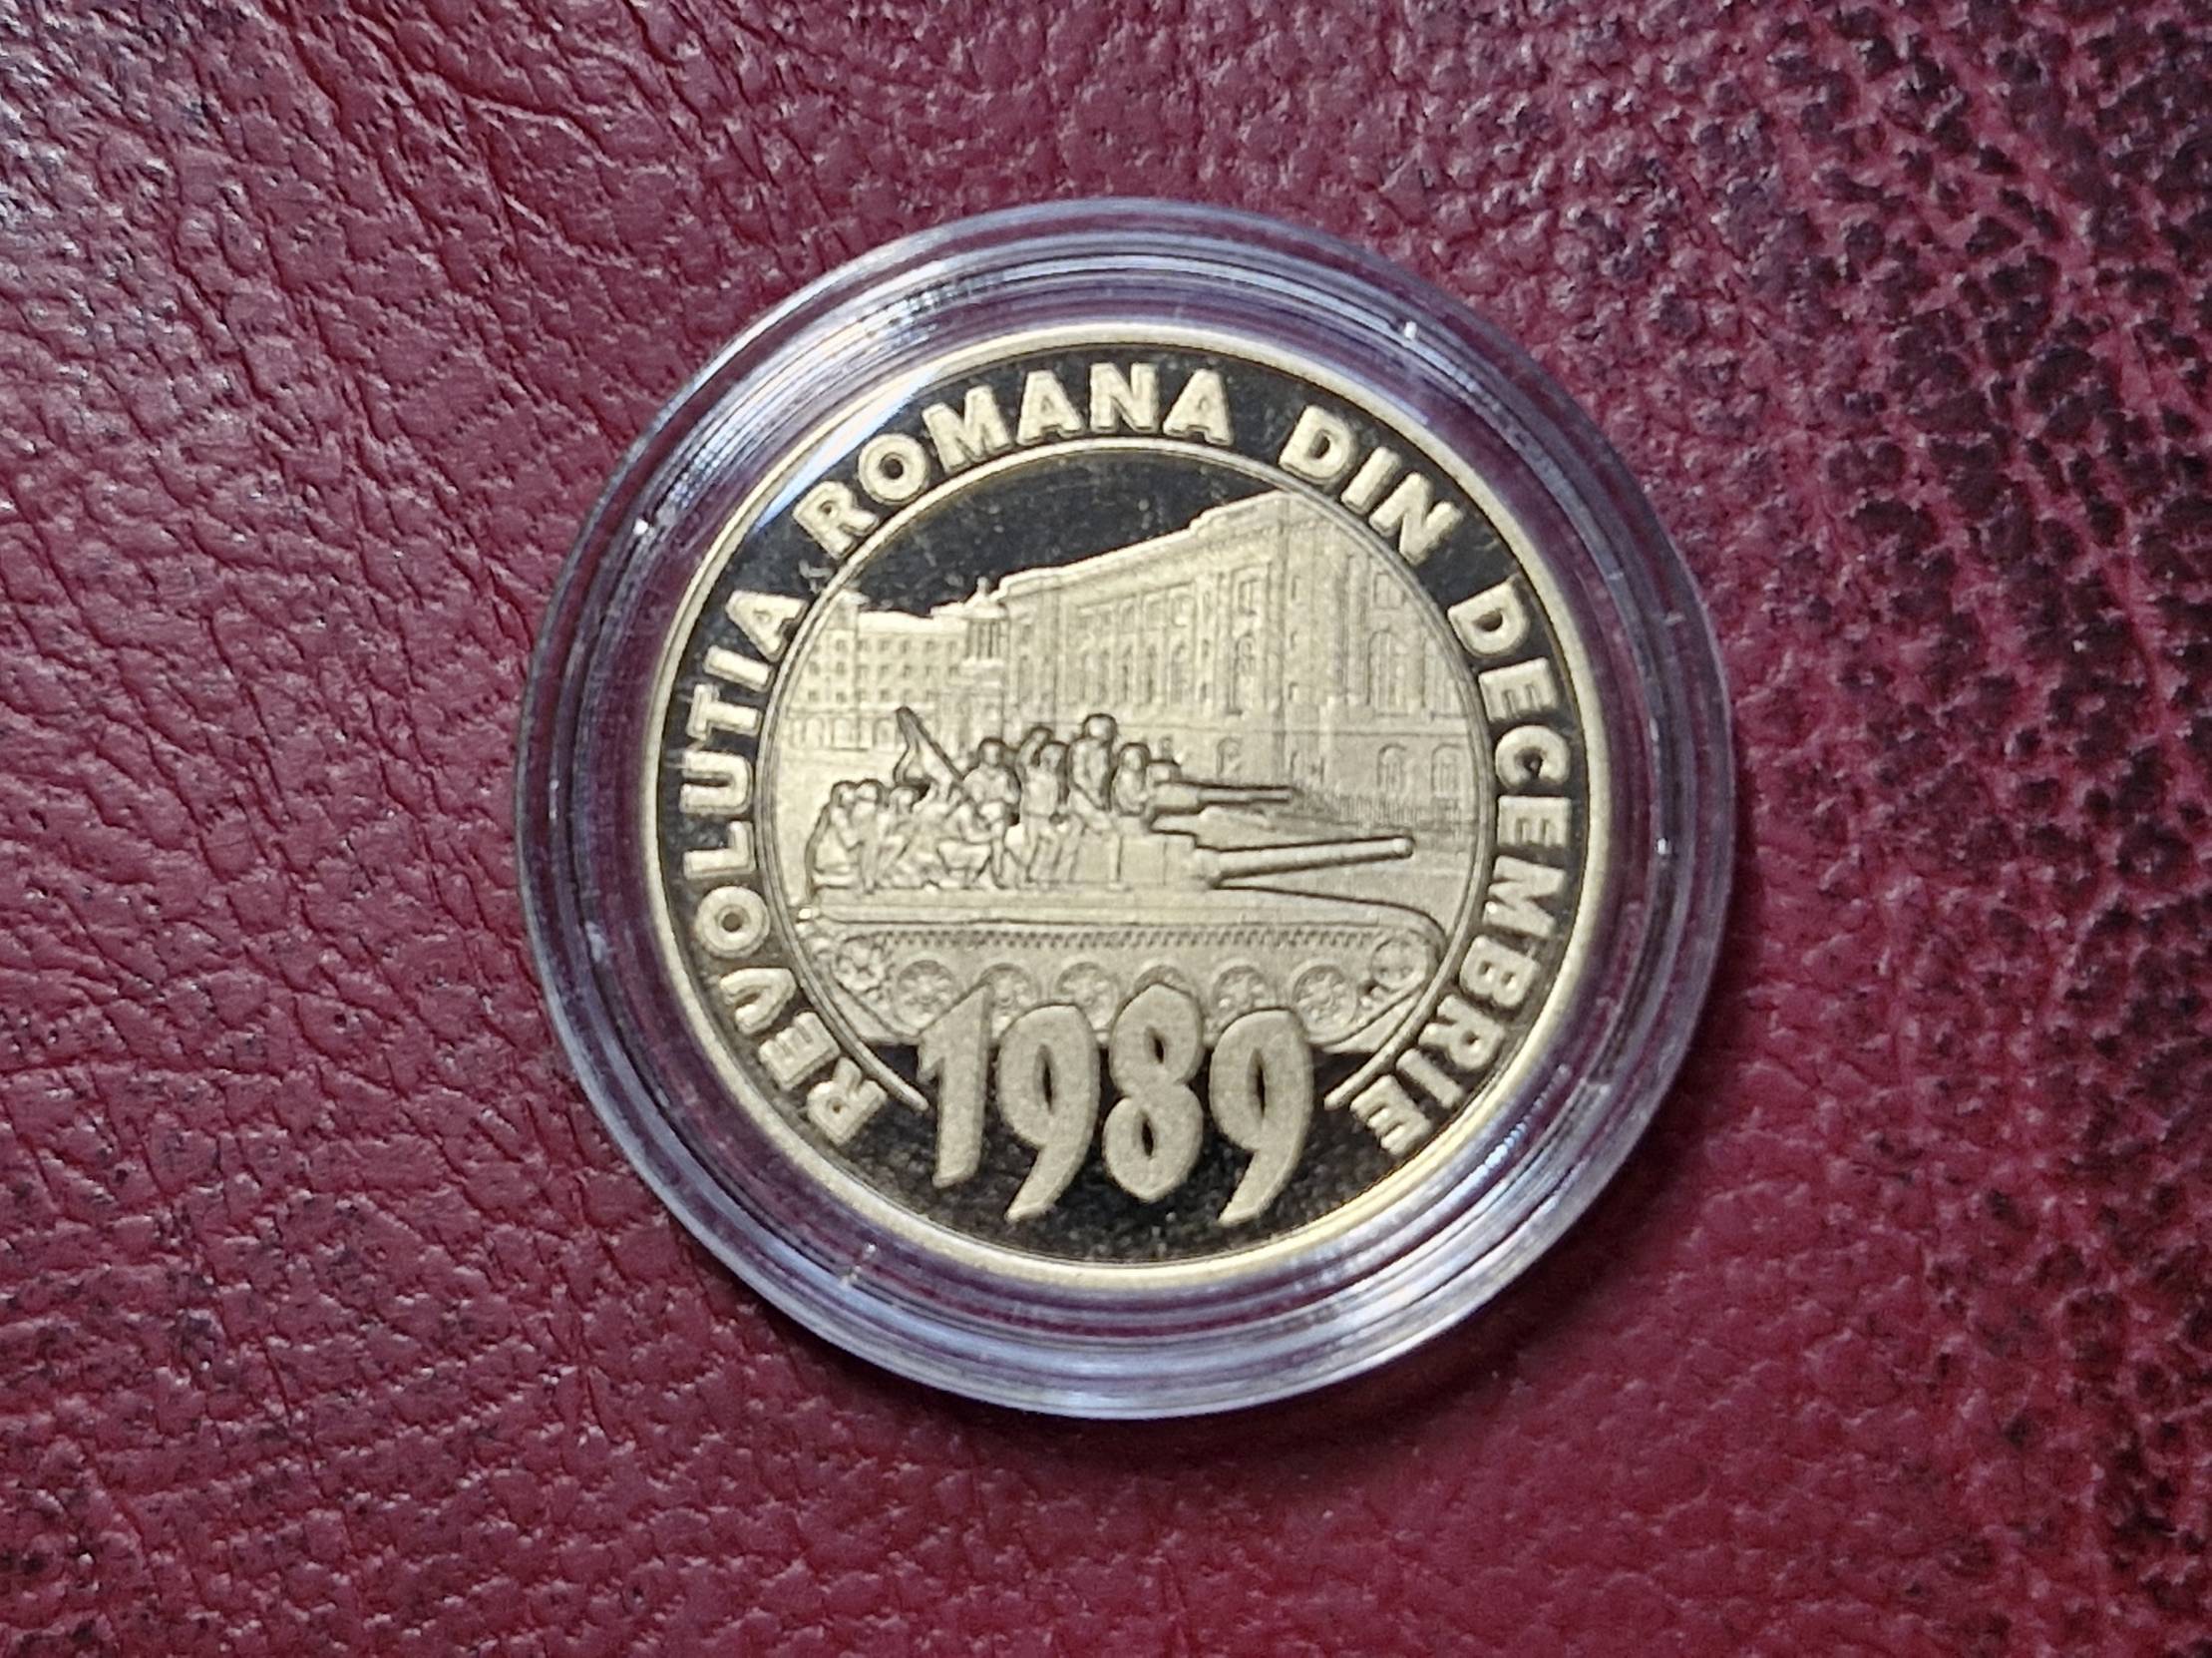 REVOLUTIA ROMANA DIN DECEMBRIE
1989